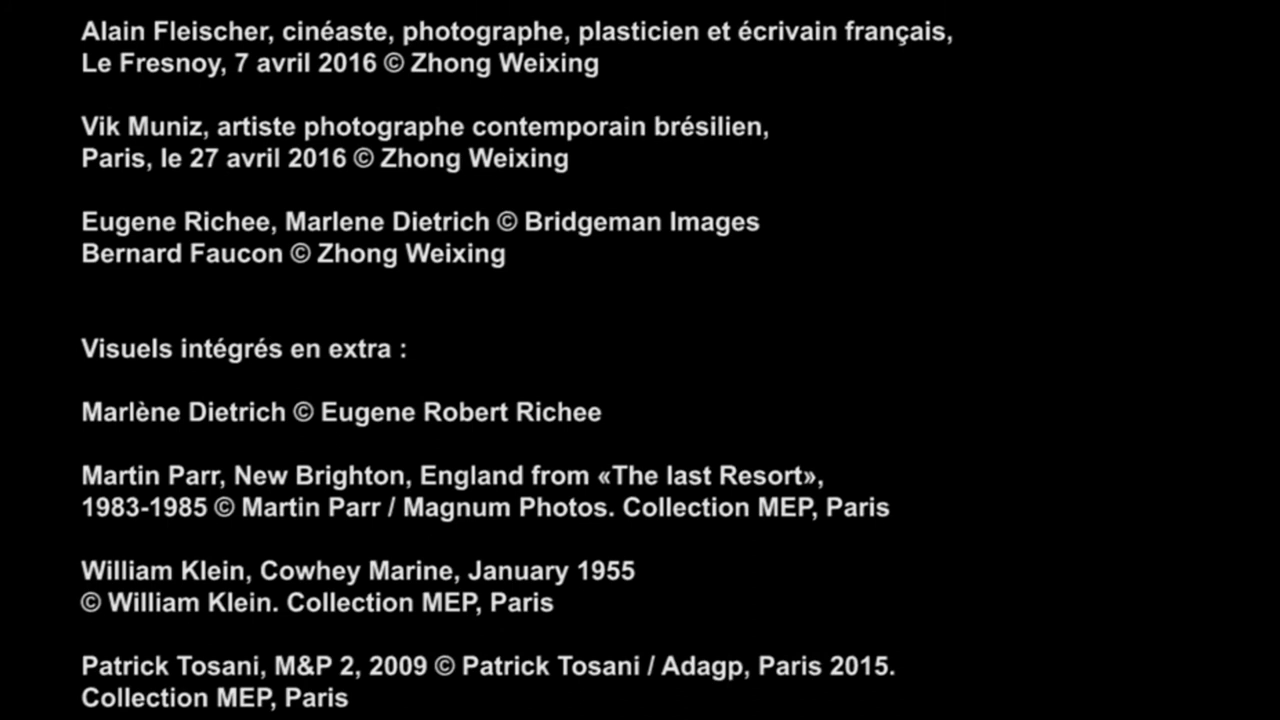 Alain Fleischer, cinéaste, photographe, plasticien et écrivain français,
Le Fresnoy, 7 avril 2016 © Zhong Weixing
Vik Muniz, artiste photographe contemporain brésilien,
Paris, le 27 avril 2016 © Zhong Weixing
Eugene Richee, Marlene Dietrich © Bridgeman Images
Bernard Faucon © Zhong Weixing
Visuels intégrés en extra :
Marlène Dietrich © Eugene Robert Richee
Martin Parr, New Brighton, England from «The last Resort»,
1983-1985 © Martin Parr / Magnum Photos. Collection MEP, Paris
William Klein, Cowhey Marine, January 1955
© William Klein. Collection MEP, Paris
Patrick Tosani, M&P 2, 2009 © Patrick Tosani / Adagp, Paris 2015.
Collection MEP, Paris